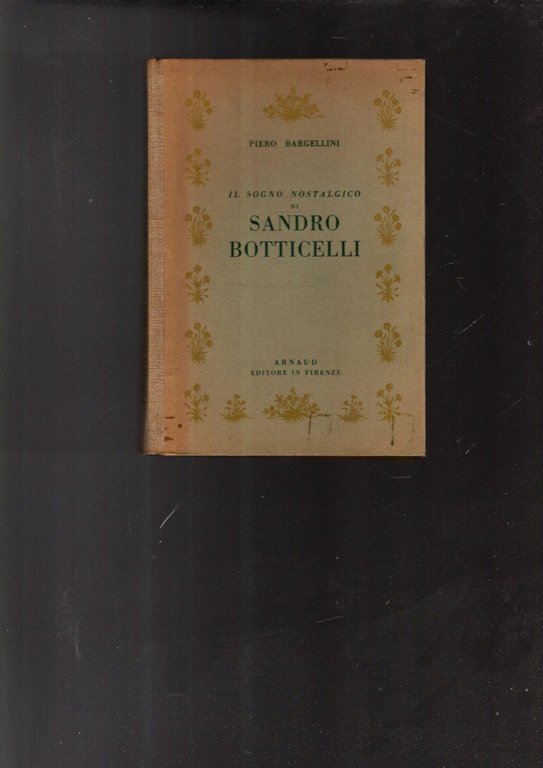 PIERO BARGELLINI
IL SOGNO NOSTALGICO
DI
SANDRO
BOTTICELLI
ARNAUD
EDITORE IN FIRENZE